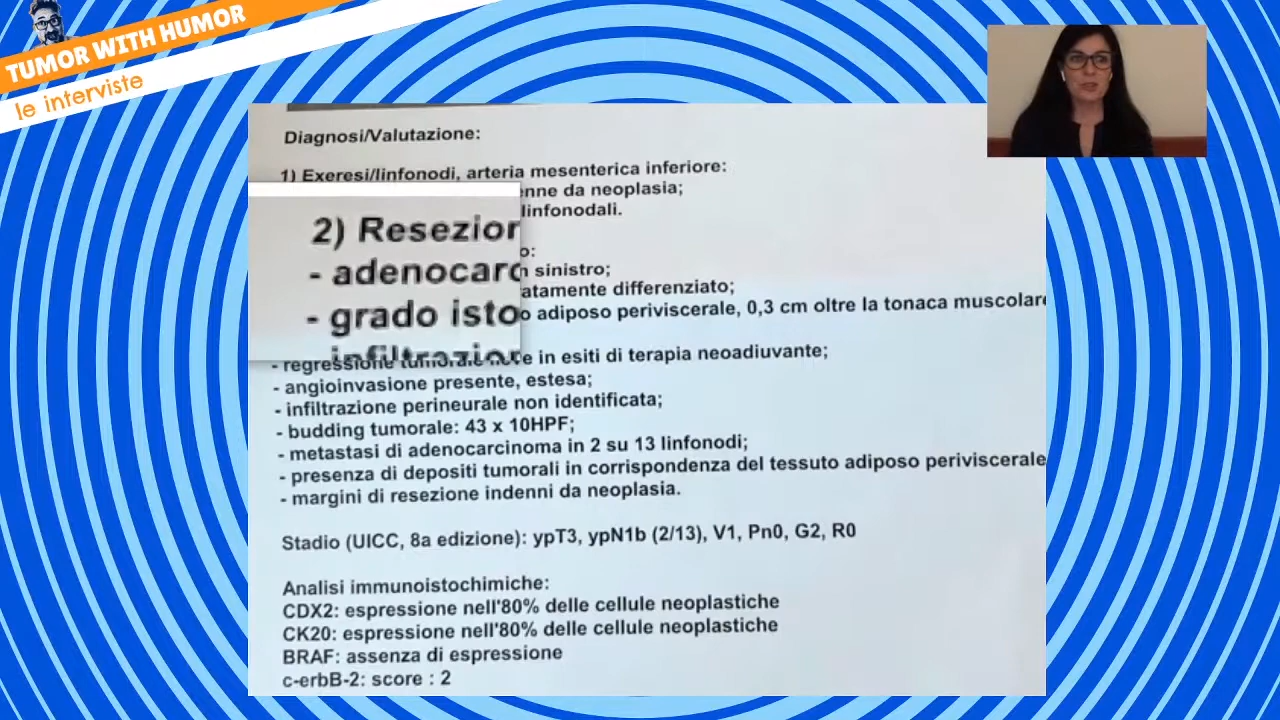 TUMOR WITH HUMOR
le interviste
Diagnosi/Valutazione:
1) Exeresi/linfonodi, arteria mesenterica inferiore:
enne da neoplasia;
linfonodali.
2) Resezion
- adenocarc
- grado isto
infiltrazion
o:
n sinistro;
atamente differenziato;
o adiposo periviscerale, 0,3 cm oltre la tonaca muscolare
- regressione tumorale e in esiti di terapia neoadiuvante;
- angioinvasione presente, estesa;
- infiltrazione perineurale non identificata;
- budding tumorale: 43 x 10HPF;
- metastasi di adenocarcinoma in 2 su 13 linfonodi;
- presenza di depositi tumorali in corrispondenza del tessuto adiposo periviscerale
- margini di resezione indenni da neoplasia.
Stadio (UICC, 8a edizione): ypT3, ypN1b (2/13), V1, Pn0, G2, R0
Analisi immunoistochimiche:
CDX2: espressione nell'80% delle cellule neoplastiche
CK20: espressione nell'80% delle cellule neoplastiche
BRAF: assenza di espressione
c-erbB-2: score : 2